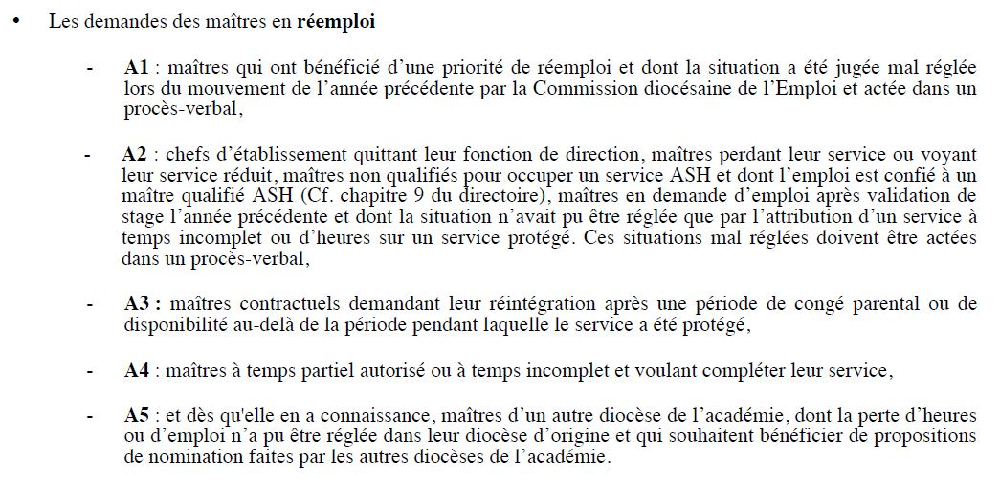 • Les demandes des maîtres en réemploi
- A1 : maîtres qui ont bénéficié d’une priorité de réemploi et dont la situation a été jugée mal réglée
lors du mouvement de l’année précédente par la Commission diocésaine de l’Emploi et actée dans un
procès-verbal,
- A2 : chefs d’établissement quittant leur fonction de direction, maîtres perdant leur service ou voyant
leur service réduit, maîtres non qualifiés pour occuper un service ASH et dont l’emploi est confié à un
maître qualifié ASH (Cf. chapitre 9 du directoire), maîtres en demande d’emploi après validation de
stage l’année précédente et dont la situation n’avait pu être réglée que par l’attribution d’un service à
temps incomplet ou d’heures sur un service protégé. Ces situations mal réglées doivent être actées
dans un procès-verbal,
- A3 : maîtres contractuels demandant leur réintégration après une période de congé parental ou de
disponibilité au-delà de la période pendant laquelle le service a été protégé,
- A4 : maîtres à temps partiel autorisé ou à temps incomplet et voulant compléter leur service,
- A5 : et dès qu'elle en a connaissance, maîtres d’un autre diocèse de l’académie, dont la perte d’heures
ou d’emploi n’a pu être réglée dans leur diocèse d’origine et qui souhaitent bénéficier de propositions
de nomination faites par les autres diocèses de l’académie.